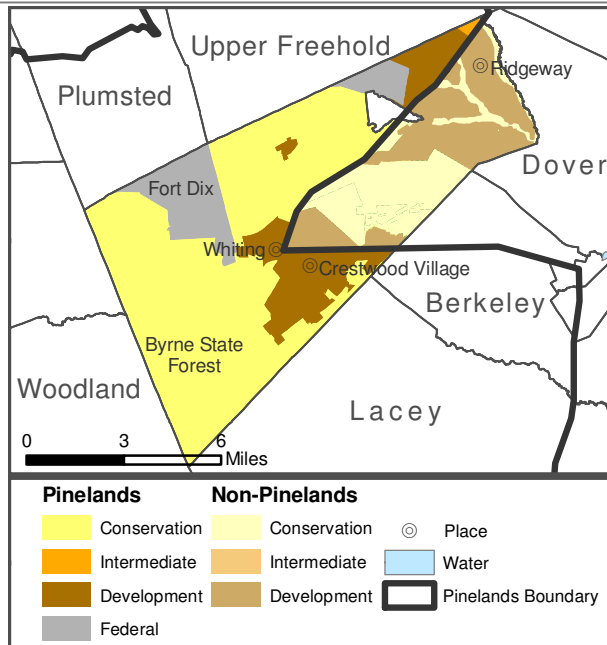 Upper Freehold
Plumsted
Ridgeway
Dover
Fort Dix
Whiting
Crestwood Village
Berkeley
Byrne State
Forest
Woodland
Lacey
0 3 6
Miles
Pinelands Non-Pinelands
Conservation Conservation Place
Intermediate Intermediate Water
Development Development Pinelands Boundary
Federal